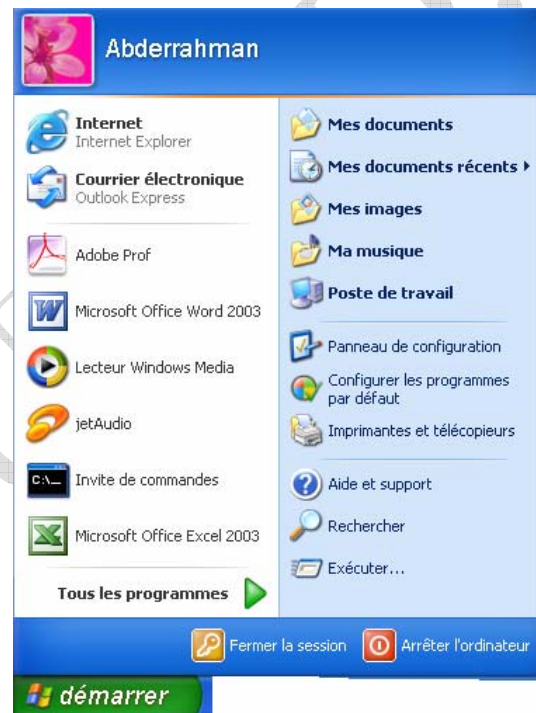 Abderrahman
Internet
Internet Explorer
Courrier électronique
Outlook Express
Adobe Prof
Microsoft Office Word 2003
Lecteur Windows Media
jetAudio
C:\_
Invite de commandes
Microsoft Office Excel 2003
Tous les programmes
Mes documents
Mes documents récents
Mes images
Ma musique
Poste de travail
Panneau de configuration
Configurer les programmes
par défaut
Imprimantes et télécopieurs
Aide et support
Rechercher
Exécuter...
Fermer la session
Arrêter l'ordinateur
démarrer